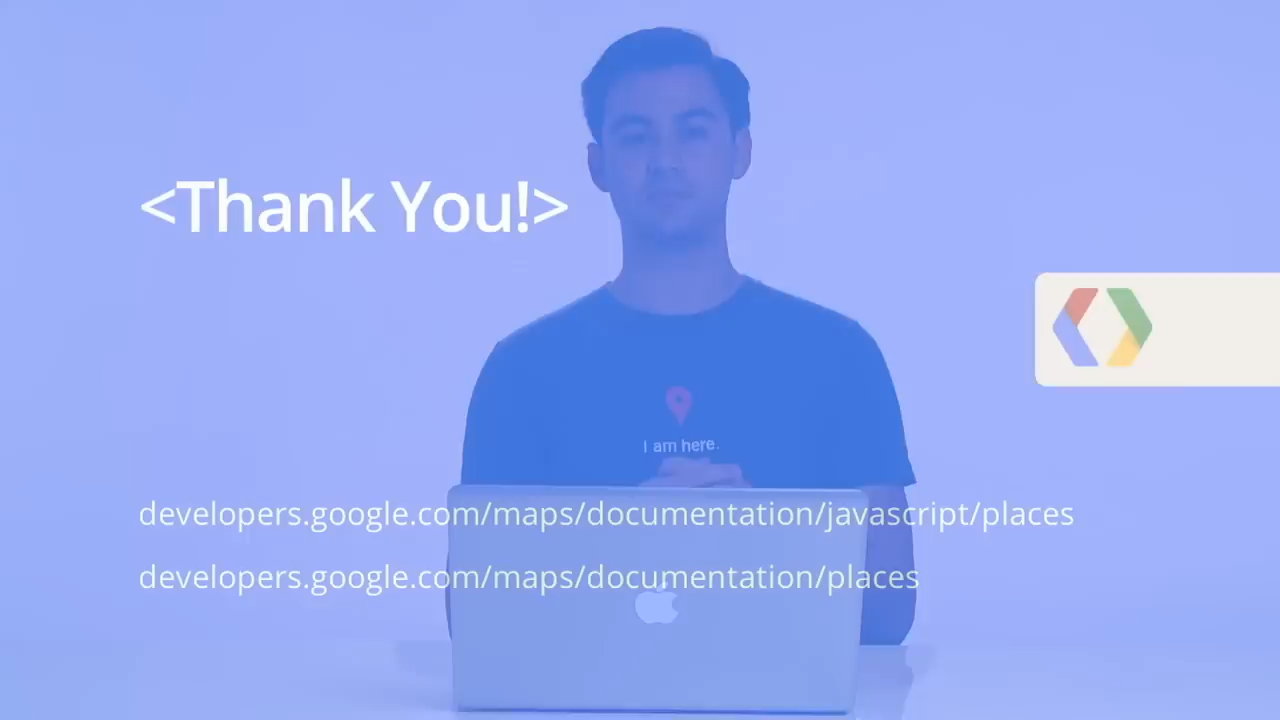 <Thank You!>
I am here.
developers.google.com/maps/documentation/javascript/places
developers.google.com/maps/documentation/places